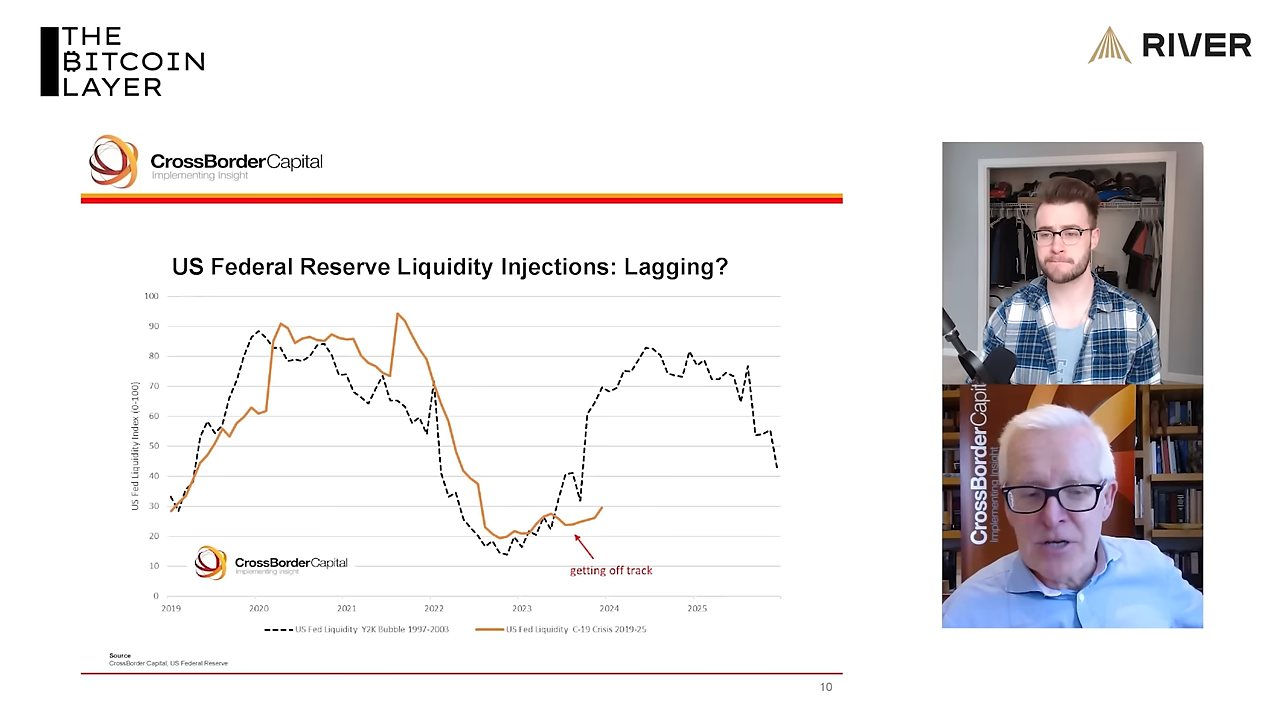 THE
BITCOIN
LAYER
RIVER
CrossBorderCapital
Implementing Insight
US Federal Reserve Liquidity Injections: Lagging?
US Fed Liquidity Index (0-100)
100
90
80
70
60
50
40
30
20
10
0
getting off track
CrossBorderCapital
Implementing Insight
2019
2020
2021
2022
2023
2024
2025
US Fed Liquidity Y2K Bubble 1997-2003
US Fed Liquidity C-19 Crisis 2019-25
Source
CrossBorder Capital, US Federal Reserve
10
CrossBorderCapit
Implementing Insight